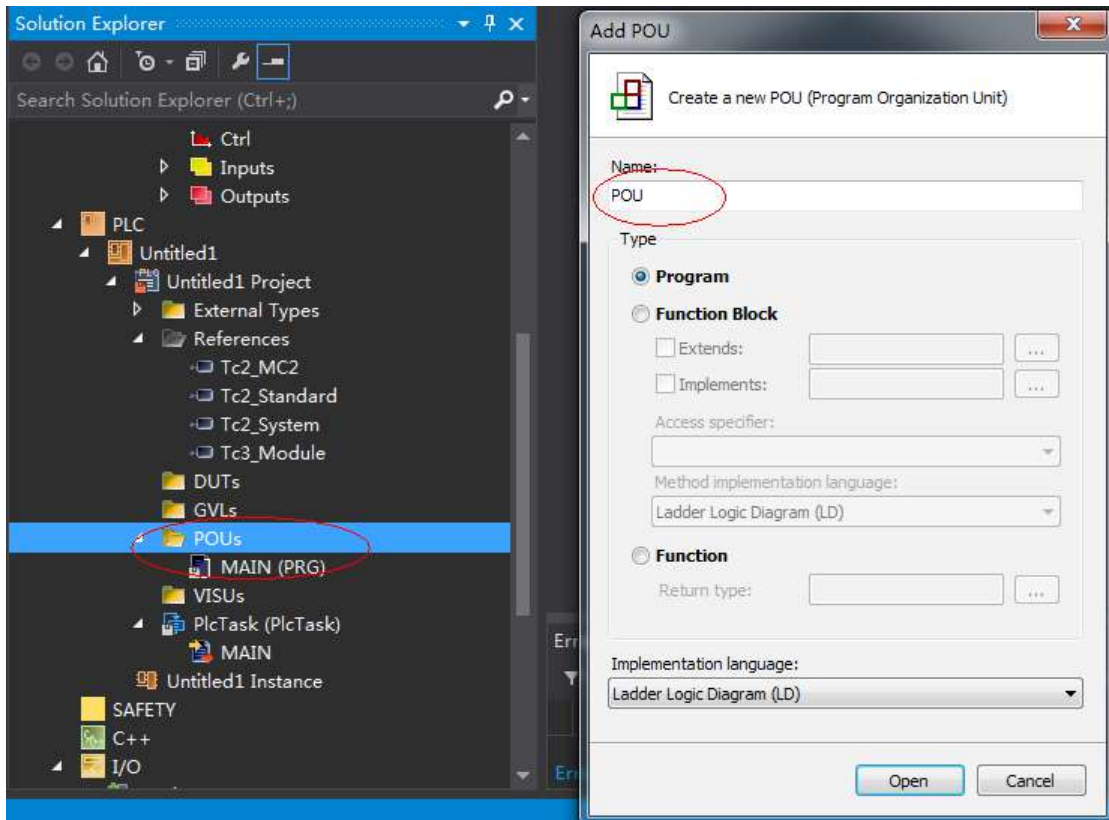 Solution Explorer
Search Solution Explorer (Ctrl+;)
Ctrl
Inputs
Outputs
PLC
Untitled1
Untitled1 Project
External Types
References
Tc2_MC2
Tc2_Standard
Tc2_System
Tc3_Module
DUTs
GVLs
POUs
MAIN (PRG)
VISUs
PlcTask (PlcTask)
MAIN
Untitled1 Instance
SAFETY
C++
I/O
Add POU
Create a new POU (Program Organization Unit)
Name:
POU
Type
Program
Function Block
Extends:
...
Implements:
...
Access specifier:
Method implementation language:
Ladder Logic Diagram (LD)
Function
Return type:
...
Implementation language:
Ladder Logic Diagram (LD)
Open
Cancel